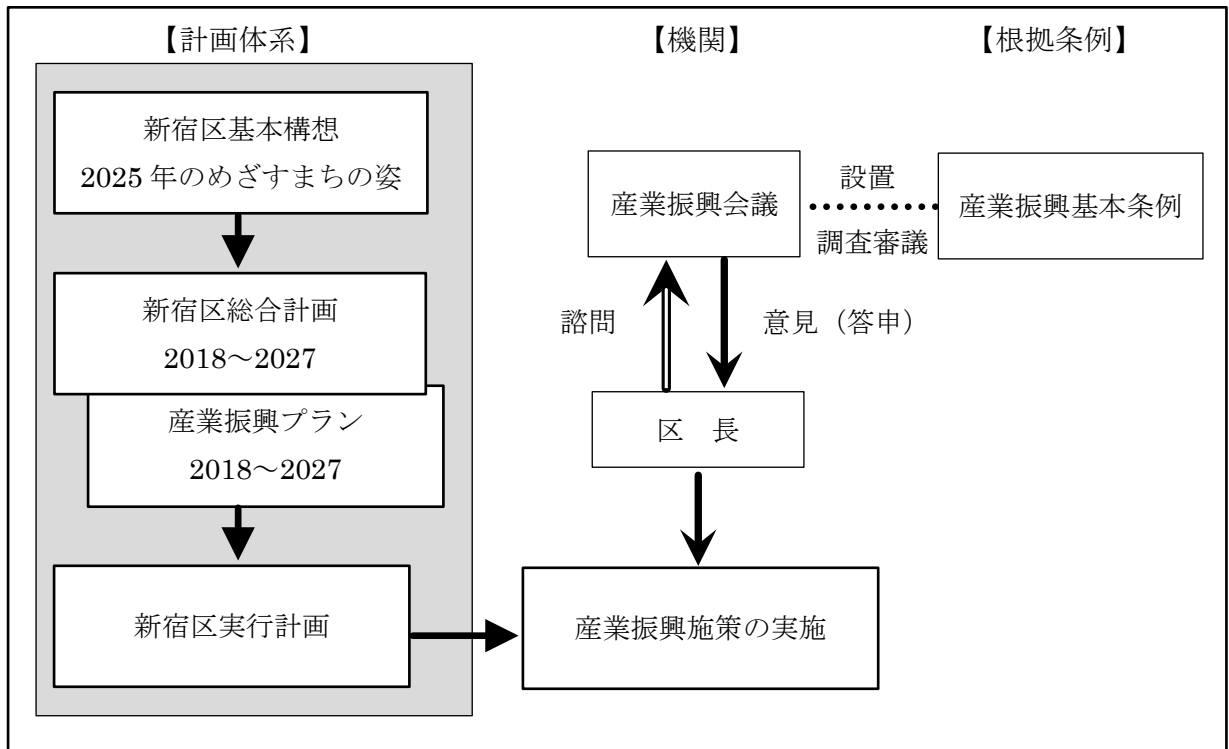 【計画体系】
【機関】
【根拠条例】
新宿区基本構想
2025年のめざすまちの姿
新宿区総合計画
2018～2027
産業振興プラン
2018～2027
新宿区実行計画
産業振興会議
設置
調査審議
産業振興基本条例
諮問
意見（答申）
区　長
産業振興施策の実施